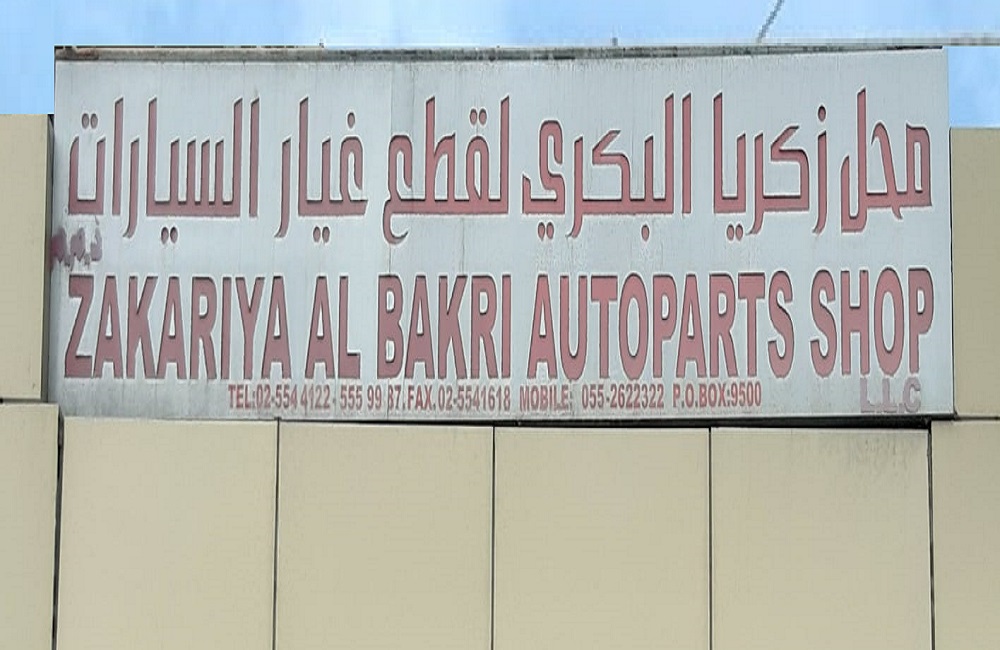 محل زكريا البكري لقطع غيار السيارات
ذ.م.م
ZAKARIYA AL BAKRI AUTOPARTS SHOP
L.L.C
TEL:02-554 4122 - 555 99 87.FAX.02-5541618 MOBILE: 055-2622322 P.O.BOX:9500